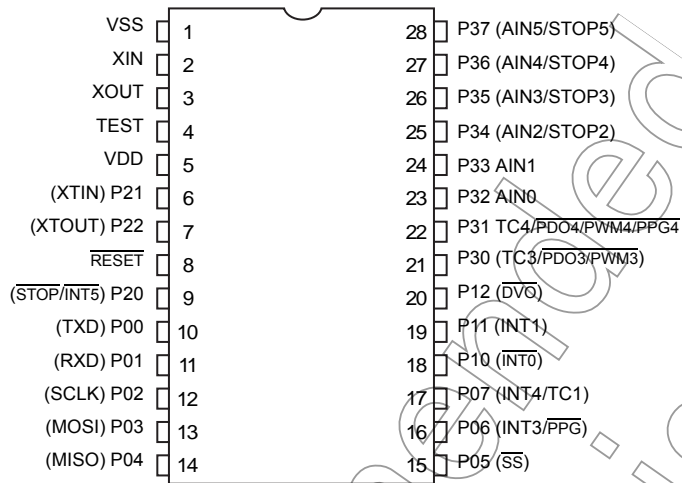 VSS 1 28 P37 (AIN5/STOP5)
XIN 2 27 P36 (AIN4/STOP4)
XOUT 3 26 P35 (AIN3/STOP3)
TEST 4 25 P34 (AIN2/STOP2)
VDD 5 24 P33 AIN1
(XTIN) P21 6 23 P32 AIN0
(XTOUT) P22 7 22 P31 TC4/PDO4/PWM4/PPG4
RESET 8 21 P30 (TC3/PDO3/PWM3)
(STOP/INT5) P20 9 20 P12 (DVO)
(TXD) P00 10 19 P11 (INT1)
(RXD) P01 11 18 P10 (INT0)
(SCLK) P02 12 17 P07 (INT4/TC1)
(MOSI) P03 13 16 P06 (INT3/PPG)
(MISO) P04 14 15 P05 (SS)